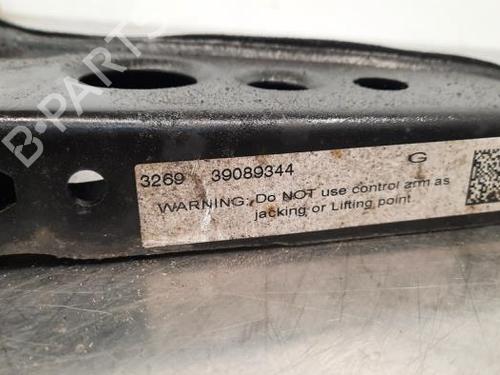 B-PARTS
3269 39089344 G
WARNING: Do NOT use control arm as
jacking or Lifting point